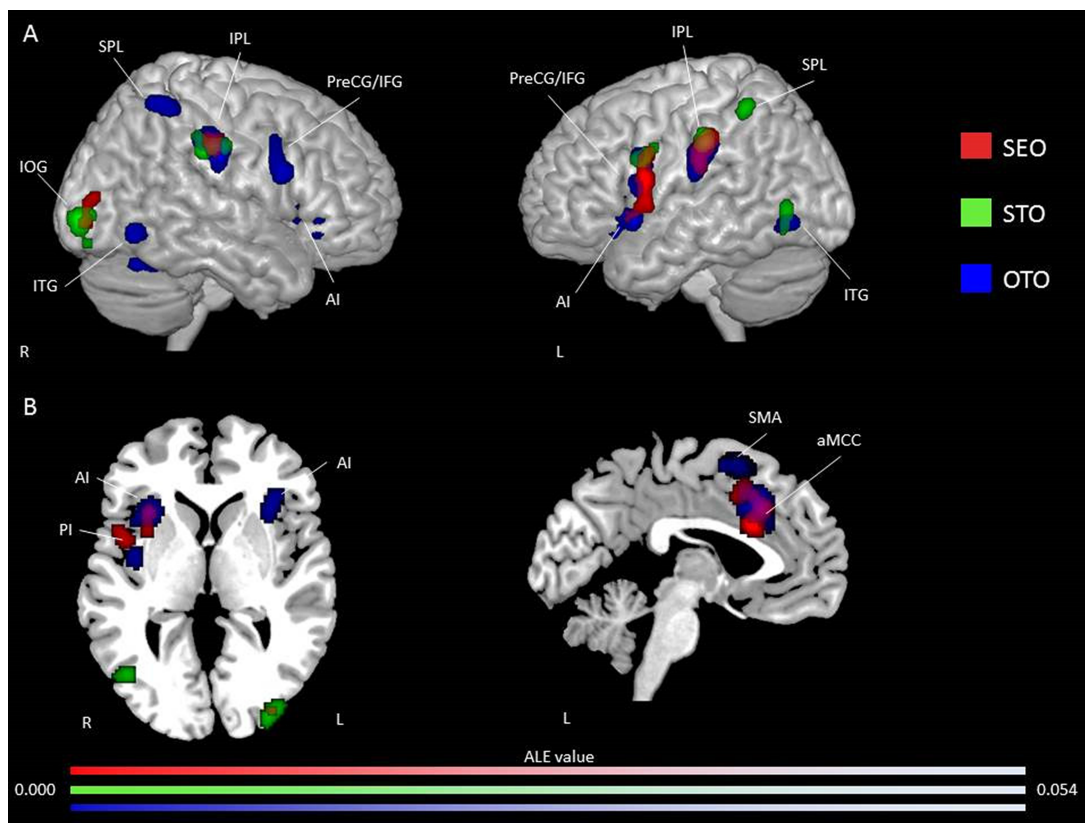 A
SPL
IPL
PreCG/IFG
IOG
ITG
AI
R
IPL
PreCG/IFG
SPL
AI
ITG
L
SEO
STO
OTO
B
AI
AI
PI
R
L
SMA
aMCC
L
ALE value
0.000
0.054